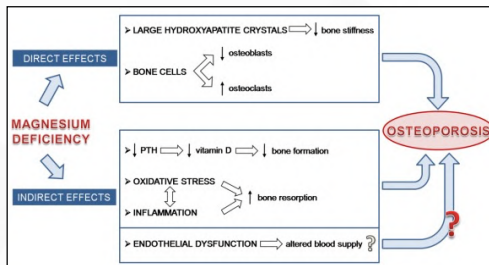 LARGE HYDROXYAPATITE CRYSTALS ↓ bone stiffness
↓ osteoblasts
DIRECT EFFECTS
BONE CELLS
↑ osteoclasts
MAGNESIUM
DEFICIENCY
OSTEOPOROSIS
↓ PTH ↓ vitamin D ↓ bone formation
OXIDATIVE STRESS
INDIRECT EFFECTS
↑ bone resorption
INFLAMMATION
?
ENDOTHELIAL DYSFUNCTION altered blood supply ?